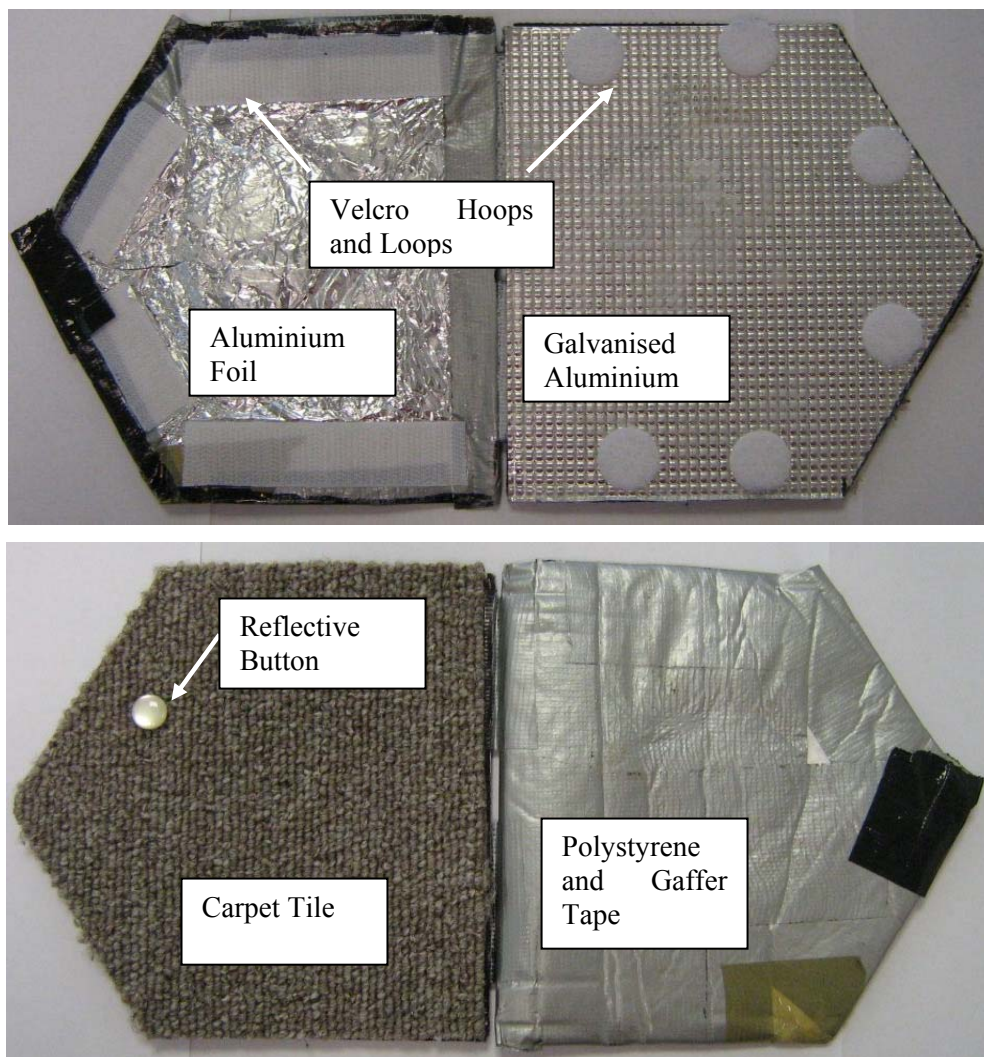 Velcro Hoops
and Loops
Aluminium
Foil
Galvanised
Aluminium
Reflective
Button
Carpet Tile
Polystyrene
and Gaffer
Tape